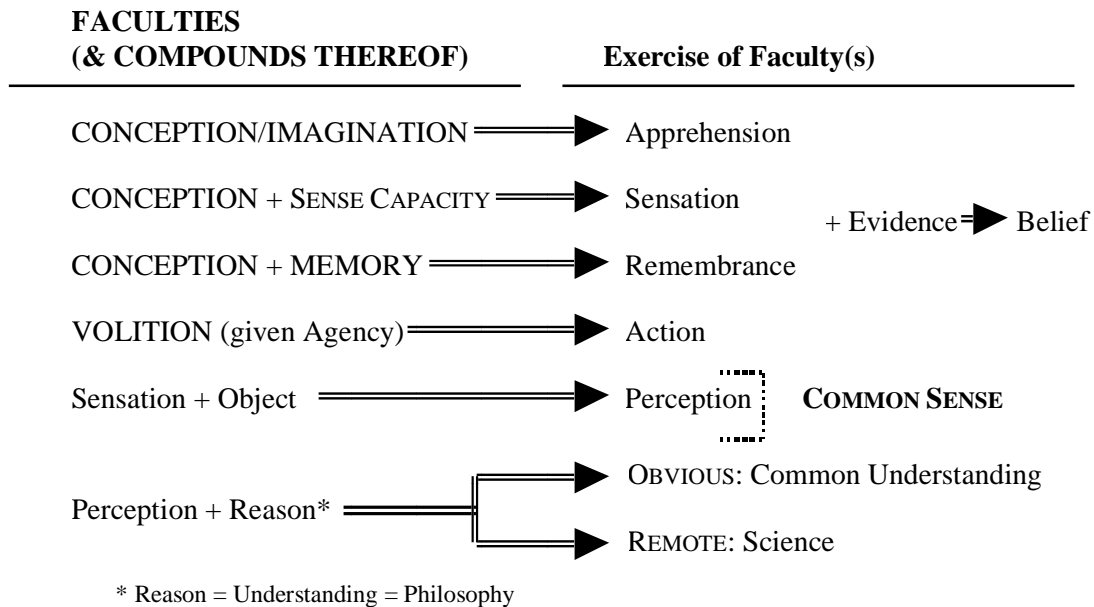 FACULTIES
(& COMPOUNDS THEREOF) Exercise of Faculty(s)
CONCEPTION/IMAGINATION Apprehension
CONCEPTION + SENSE CAPACITY Sensation
+ Evidence Belief
CONCEPTION + MEMORY Remembrance
VOLITION (given Agency) Action
Sensation + Object Perception COMMON SENSE
OBVIOUS: Common Understanding
Perception + Reason*
REMOTE: Science
* Reason = Understanding = Philosophy